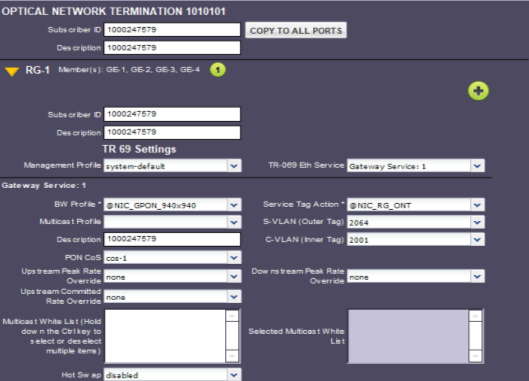 OPTICAL NETWORK TERMINATION 1010101
Subscriber ID 1000247579 COPY TO ALL PORTS
Description 1000247579
RG-1 Member(s): GE-1, GE-2, GE-3, GE-4 1
Subscriber ID 1000247579
Description 1000247579
TR 69 Settings
Management Profile system-default TR-069 Eth Service Gateway Service: 1
Gateway Service: 1
BW Profile * @NIC_GPON_940x940 Service Tag Action * @NIC_RG_ONT
Multicast Profile S-VLAN (Outer Tag) 2064
Description 1000247579 C-VLAN (Inner Tag) 2001
PON CoS cos-1
Upstream Peak Rate Override none Downstream Peak Rate Override none
Upstream Committed Rate Override none
Multicast White List (Hold down the Ctrl key to select or deselect multiple items) Selected Multicast White List
Hot Swap disabled